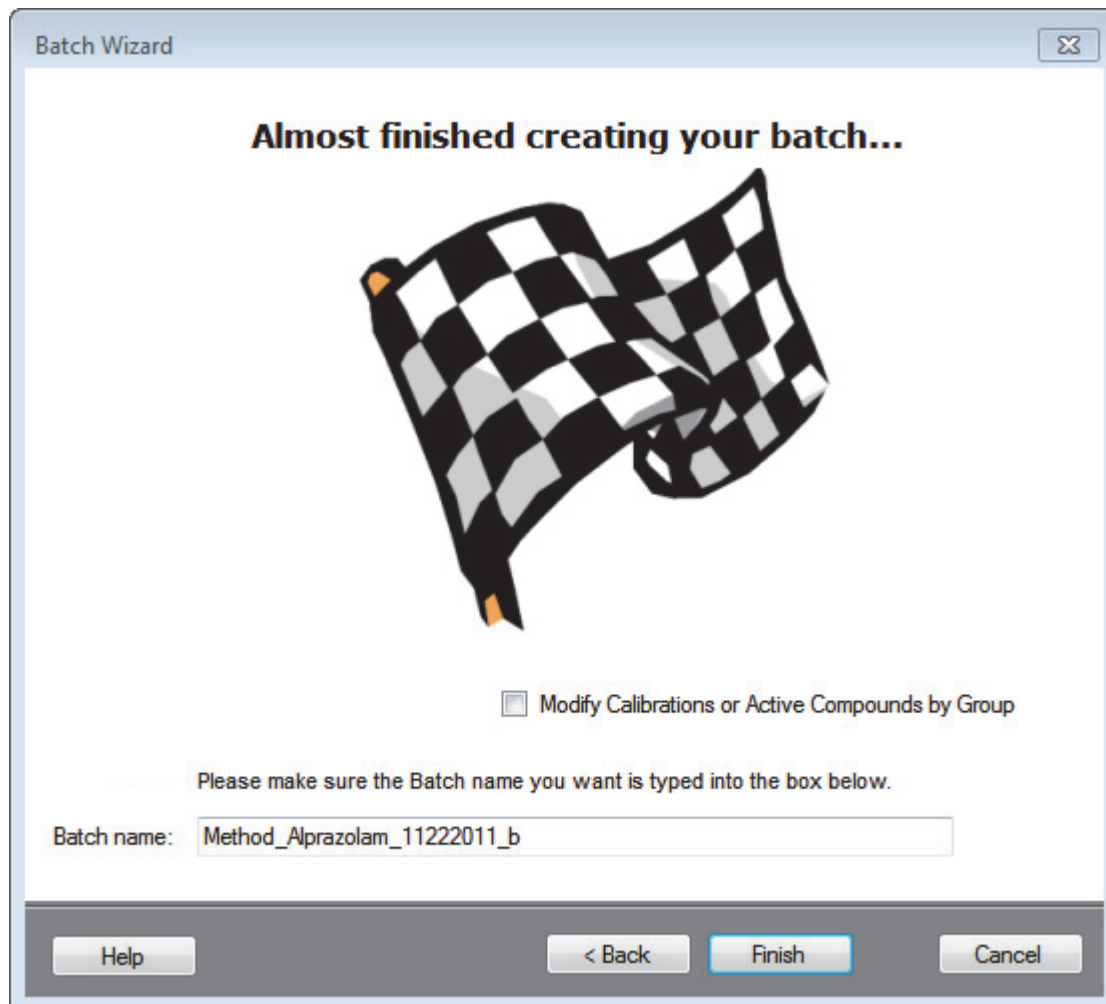 Batch Wizard
Almost finished creating your batch...
Modify Calibrations or Active Compounds by Group
Please make sure the Batch name you want is typed into the box below.
Batch name: Method_Alprazolam_11222011_b
Help < Back Finish Cancel